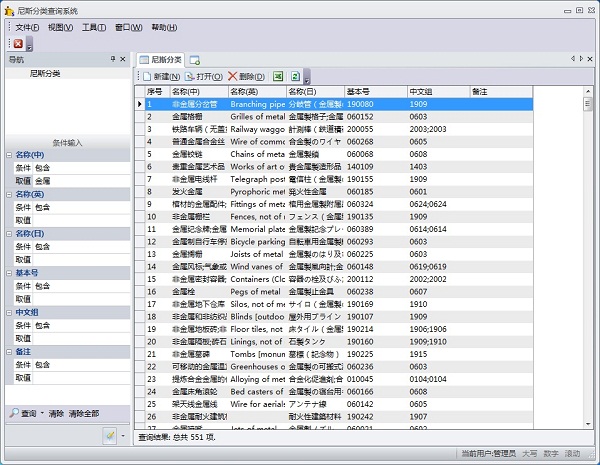 尼斯分类查询系统
文件(F) 视图(V) 工具(T) 窗口(W) 帮助(H)
导航
尼斯分类
条件输入
名称(中)
条件 包含
取值 金属
名称(英)
条件 包含
取值
名称(日)
条件 包含
取值
基本号
条件 包含
取值
中文组
条件 包含
取值
备注
条件 包含
取值
查询 清除 清除全部
尼斯分类
新建(N) 打开(O) 删除(D)
序号 名称(中) 名称(英) 名称(日) 基本号 中文组 备注
1 非金属分岔管 Branching pipe 分岐管（金属製 190080 1909
2 金属格栅 Grilles of metal 金属製格子;金属 060152 0603
3 铁路车辆（无盖 Railway waggo 計測棒（鉄道積 200055 2003;2003
4 普通金属合金丝 Wire of commo 合金製のワイヤ 060268 0605
5 金属铰链 Chains of meta 金属製鎖 060068 0608
6 贵重金属艺术品 Works of art o 貴金属製造形品 140109 1403
7 非金属电线杆 Telegraph post 電信柱（金属製 190155 1909
8 发火金属 Pyrophoric me 発火性金属 060185 0601
9 棺材的金属配件; Fittings of metal 棺用金属製附属 060324 0624;0624
10 非金属栅栏 Fences, not of フェンス（金属製 190135 1909
11 金属纪念牌;金属 Memorial plate 金属製記念プレ 060389 0614;0614
12 金属制自行车停 Bicycle parking 自転車用金属製 060293 0603
13 金属搁栅 Joists of metal 金属製のはり及 060225 0603
14 金属风标;气象或 Wind vanes of 金属製風向計;金 060148 0619;0619
15 非金属密封容器; Containers (Clo 容器の栓及びふ 200112 2002;2002
16 金属栓 Pegs of metal 金属製止金具 060238 0607
17 非金属地下仓库 Silos, not of me サイロ（金属製の 190169 1910
18 非金属和非纺织 Blinds [outdoo 屋外用ブライン 190107 1909
19 非金属地板砖;非 Floor tiles, not 床タイル（金属製 190214 1906;1906
20 非金属隔板;碎石 Linings, not of 石製タンク 190160 1909;1910
21 非金属墓碑 Tombs [monun 墓標（記念物） 190225 1915
22 可移动的金属温 Greenhouses o 金属製の可搬式 060236 0603
23 提炼合金金属的 Alloying of met 合金化促進剤;合 010045 0104;0104
24 金属床角滚轮 Bed casters of 金属製の寝台用 060166 0608
25 架天线金属线 Wire for aerials アンテナ線 060142 0605
26 非金属耐火建筑 Fireproof 耐火性建築材料 190242 1907
查询结果: 总共 551 项.
当前用户:管理员 大写 数字 滚动